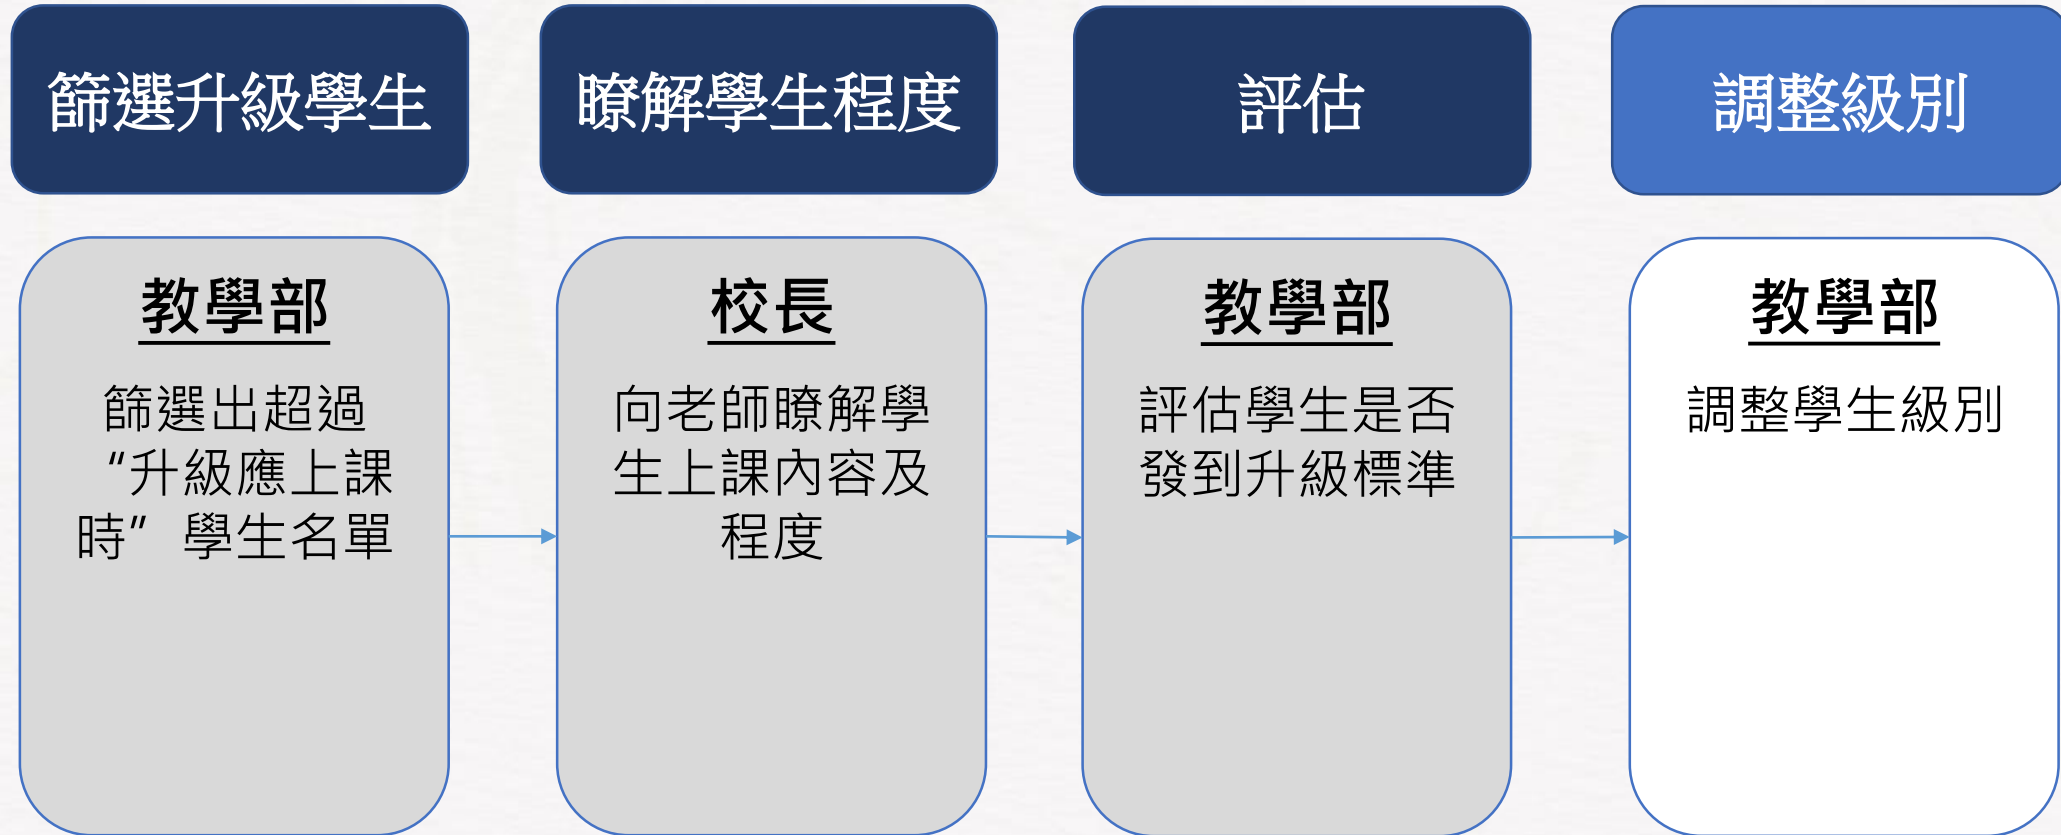 篩選升級學生
瞭解學生程度
評估
調整級別
教學部
篩選出超過
“升級應上課
時” 學生名單
校長
向老師瞭解學
生上課內容及
程度
教學部
評估學生是否
發到升級標準
教學部
調整學生級別